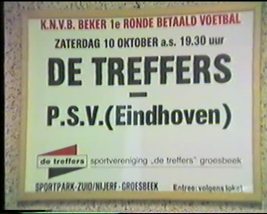 K.N.V.B. BEKER 1e RONDE BETAALD VOETBAL
ZATERDAG 10 OKTOBER a.s. 19.30 uur
DE TREFFERS
–
P.S.V.(Eindhoven)
de treffers sportvereniging „de treffers" groesbeek
SPORTPARK-ZUID/NIJERF-GROESBEEK Entree: volgens